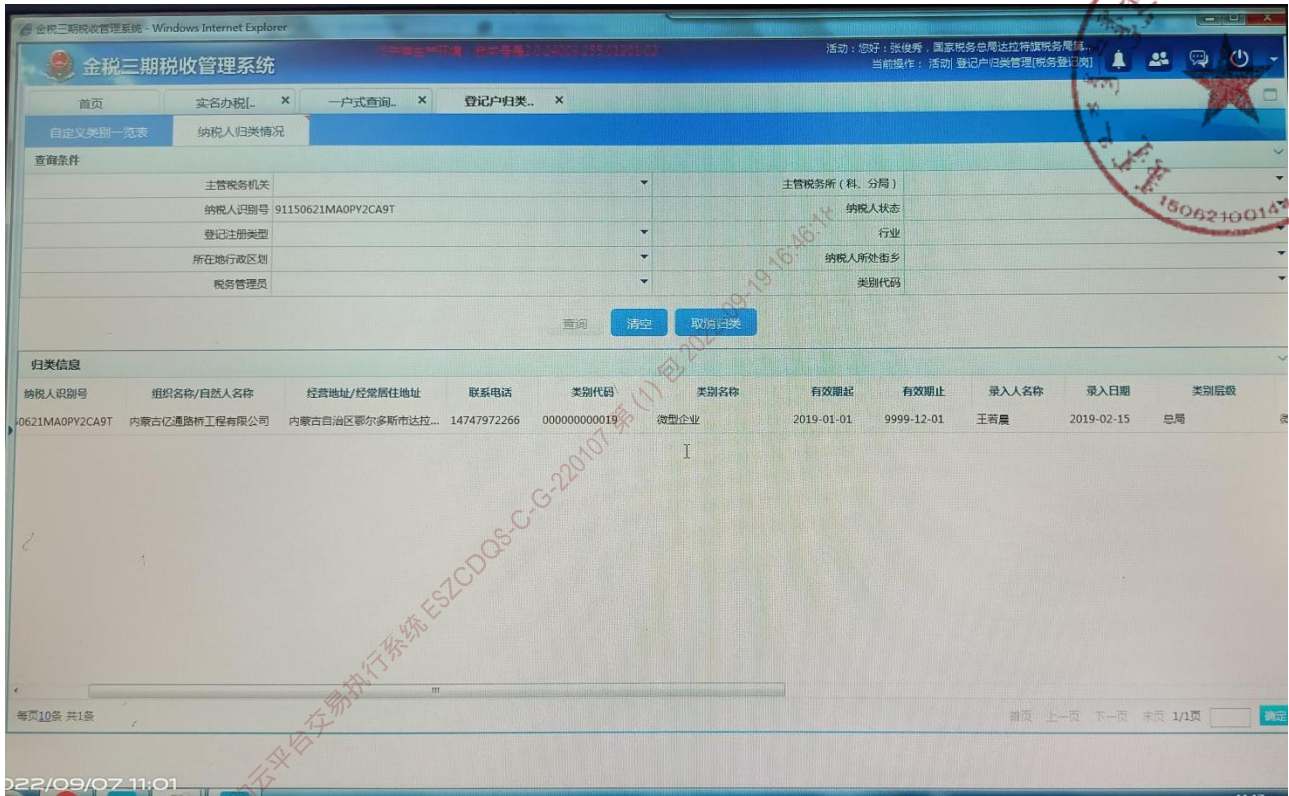 金税三期税收管理系统 - Windows Internet Explorer
金税三期税收管理系统
活动：您好：张俊秀，国家税务总局达拉特旗税务局
当前操作： 活动| 登记户归类管理[税务登记岗]
首页 实名办税[.. × 一户式查询.. × 登记户归类.. ×
自定义类别一览表 纳税人归类情况
查询条件
主管税务机关 主管税务所（科、分局）
纳税人识别号 91150621MA0PY2CA9T 纳税人状态
登记注册类型 行业
所在地行政区划 纳税人所处街乡
税务管理员 类别代码
查询 清空 取消归类
归类信息
纳税人识别号 组织名称/自然人名称 经营地址/经常居住地址 联系电话 类别代码 类别名称 有效期起 有效期止 录入人名称 录入日期 类别层级
0621MA0PY2CA9T 内蒙古亿通路桥工程有限公司 内蒙古自治区鄂尔多斯市达拉... 14747972266 000000000019 微型企业 2019-01-01 9999-12-01 王若晨 2019-02-15 总局
每页10条 共1条 首页 上一页 下一页 末页 1/1页 确定
022/09/07 11:01
云平台交易执行系统 ESZCDQS-C-G-220107 第 (1) 包